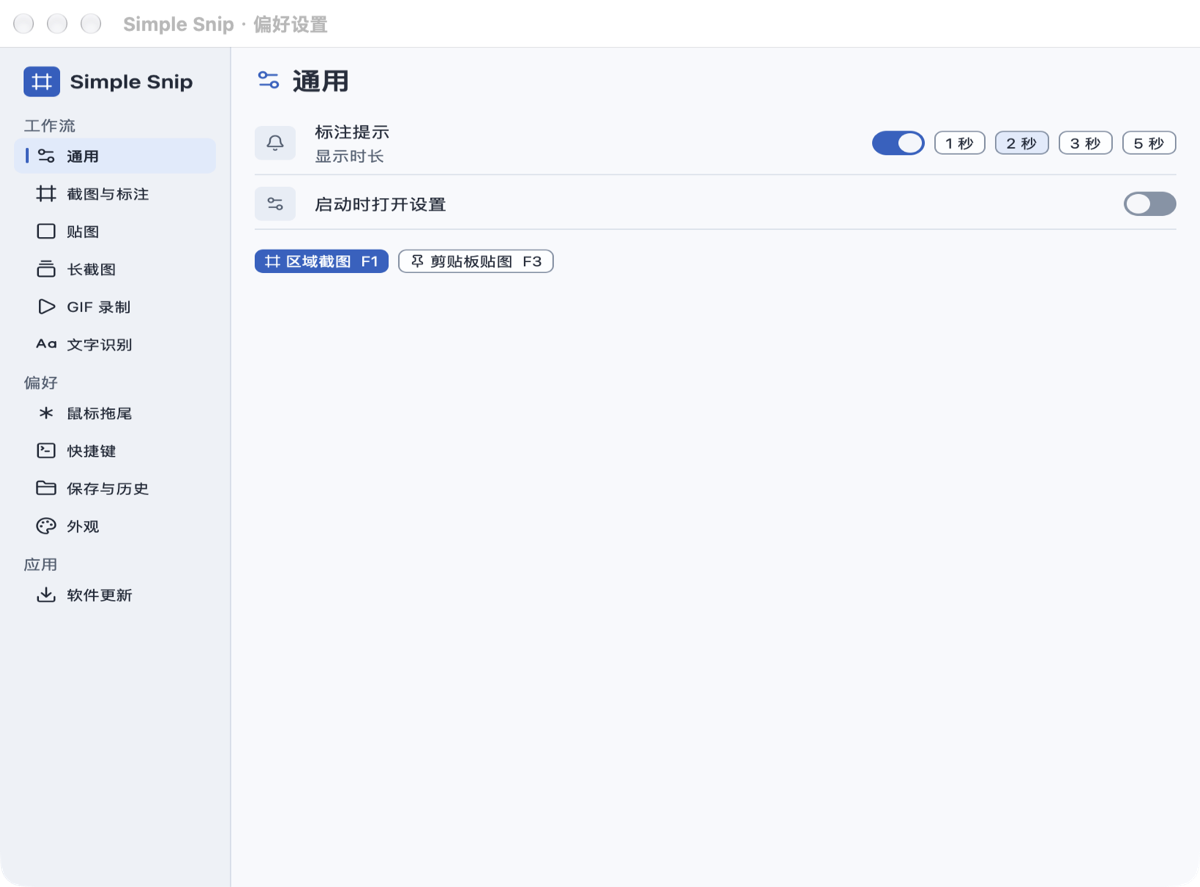 Simple Snip · 偏好设置
Simple Snip
工作流
通用
截图与标注
贴图
长截图
GIF 录制
Aa 文字识别
偏好
鼠标拖尾
快捷键
保存与历史
外观
应用
软件更新
通用
标注提示
显示时长
1 秒 2 秒 3 秒 5 秒
启动时打开设置
区域截图 F1 剪贴板贴图 F3